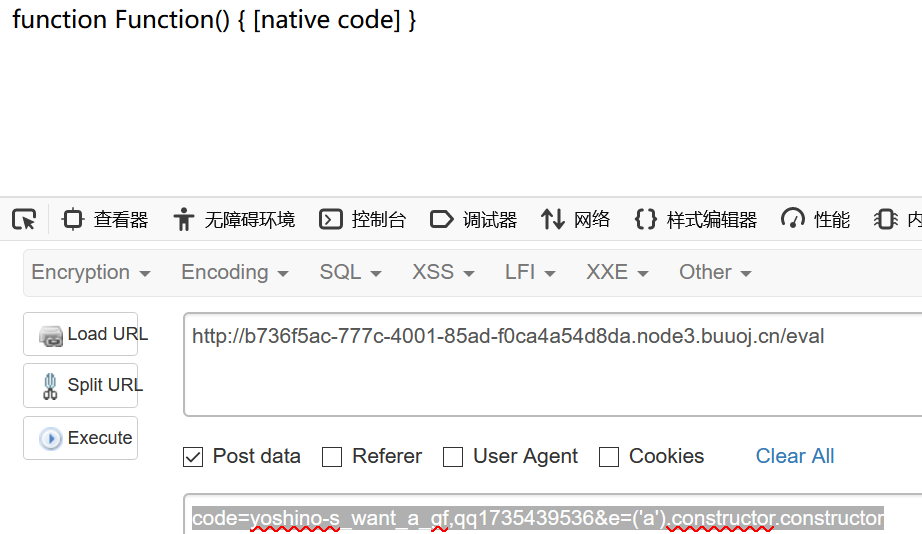 function Function() { [native code] }
查看器 无障碍环境 控制台 调试器 网络 {} 样式编辑器 性能 内
Encryption Encoding SQL XSS LFI XXE Other
Load URL
http://b736f5ac-777c-4001-85ad-f0ca4a54d8da.node3.buuoj.cn/eval
Split URL
Execute
Post data Referer User Agent Cookies Clear All
code=yoshino-s_want_a_gf,qq1735439536&e=('a').constructor.constructor